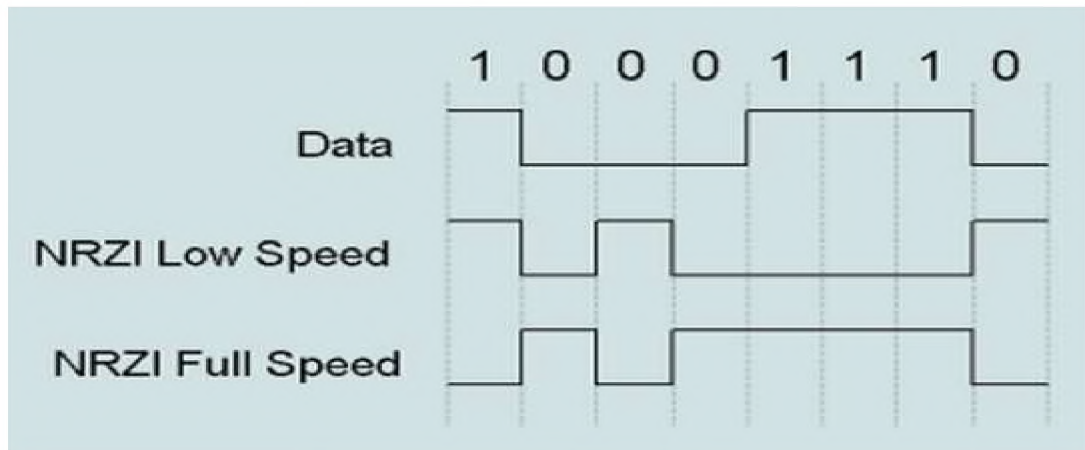 1 0 0 0 1 1 1 0
Data
NRZI Low Speed
NRZI Full Speed